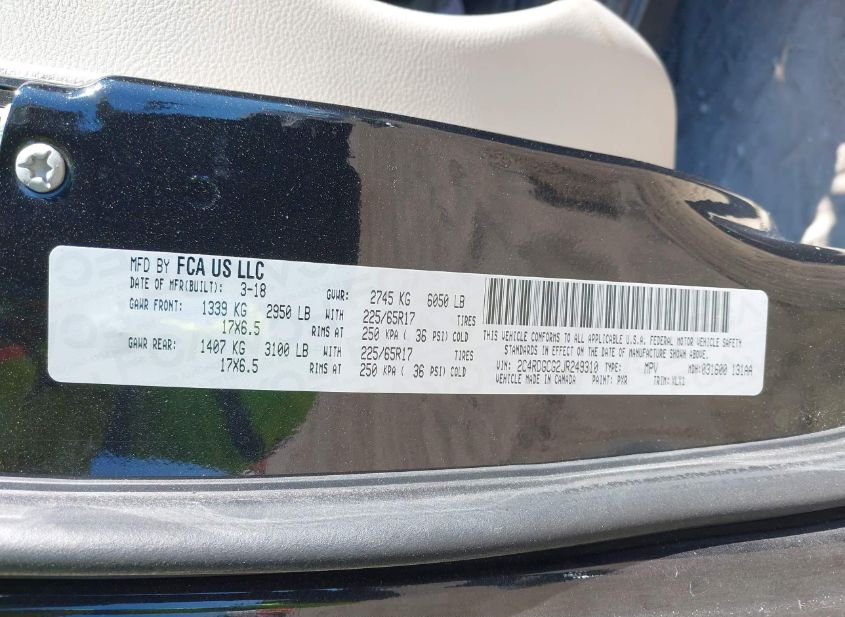 MFD BY FCA US LLC
DATE OF MFR(BUILT): 3-18 GVWR: 2745 KG 6050 LB
GAWR FRONT: 1339 KG 2950 LB WITH 225/65R17 TIRES
17X6.5 RIMS AT 250 KPA ( 36 PSI) COLD
GAWR REAR: 1407 KG 3100 LB WITH 225/65R17 TIRES
17X6.5 RIMS AT 250 KPA ( 36 PSI) COLD
THIS VEHICLE CONFORMS TO ALL APPLICABLE U.S.A. FEDERAL MOTOR VEHICLE SAFETY
STANDARDS IN EFFECT ON THE DATE OF MANUFACTURE SHOWN ABOVE.
VIN: 2C4RDGCG2JR249310 TYPE: MPV MDH: 031600 131AA
VEHICLE MADE IN CANADA PAINT: PXR TRIM: